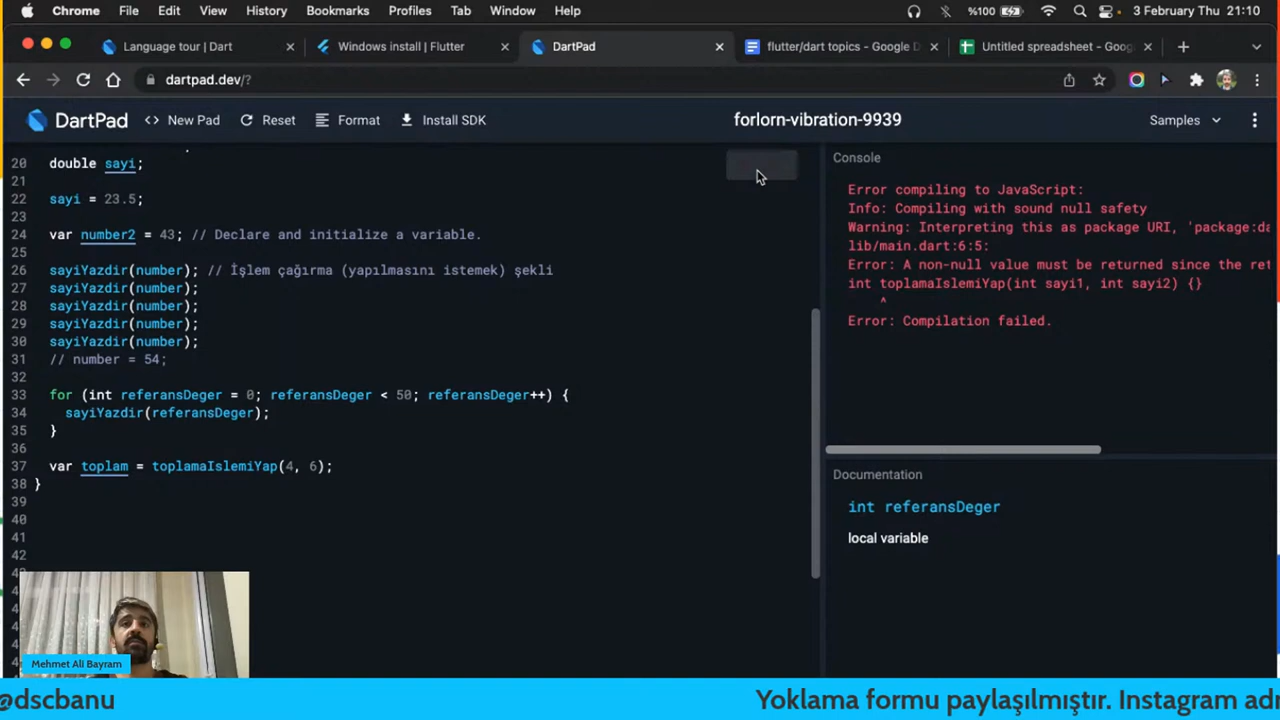 Chrome File Edit View History Bookmarks Profiles Tab Window Help %100 3 February Thu 21:10
Language tour | Dart Windows install | Flutter DartPad flutter/dart topics - Google D Untitled spreadsheet - Goog
dartpad.dev/?
DartPad <> New Pad Reset Format Install SDK forlorn-vibration-9939 Samples
20 double sayi;
21
22 sayi = 23.5;
23
24 var number2 = 43; // Declare and initialize a variable.
25
26 sayiYazdir(number); // İşlem çağırma (yapılmasını istemek) şekli
27 sayiYazdir(number);
28 sayiYazdir(number);
29 sayiYazdir(number);
30 sayiYazdir(number);
31 // number = 54;
32
33 for (int referansDeger = 0; referansDeger < 50; referansDeger++) {
34 sayiYazdir(referansDeger);
35 }
36
37 var toplam = toplamaIslemiYap(4, 6);
38 }
39
40
41
42
Console
Error compiling to JavaScript:
Info: Compiling with sound null safety
Warning: Interpreting this as package URI, 'package:da
lib/main.dart:6:5:
Error: A non-null value must be returned since the ret
int toplamaIslemiYap(int sayi1, int sayi2) {}
^
Error: Compilation failed.
Documentation
int referansDeger
local variable
Mehmet Ali Bayram
@dscbanu Yoklama formu paylaşılmıştır. Instagram adr